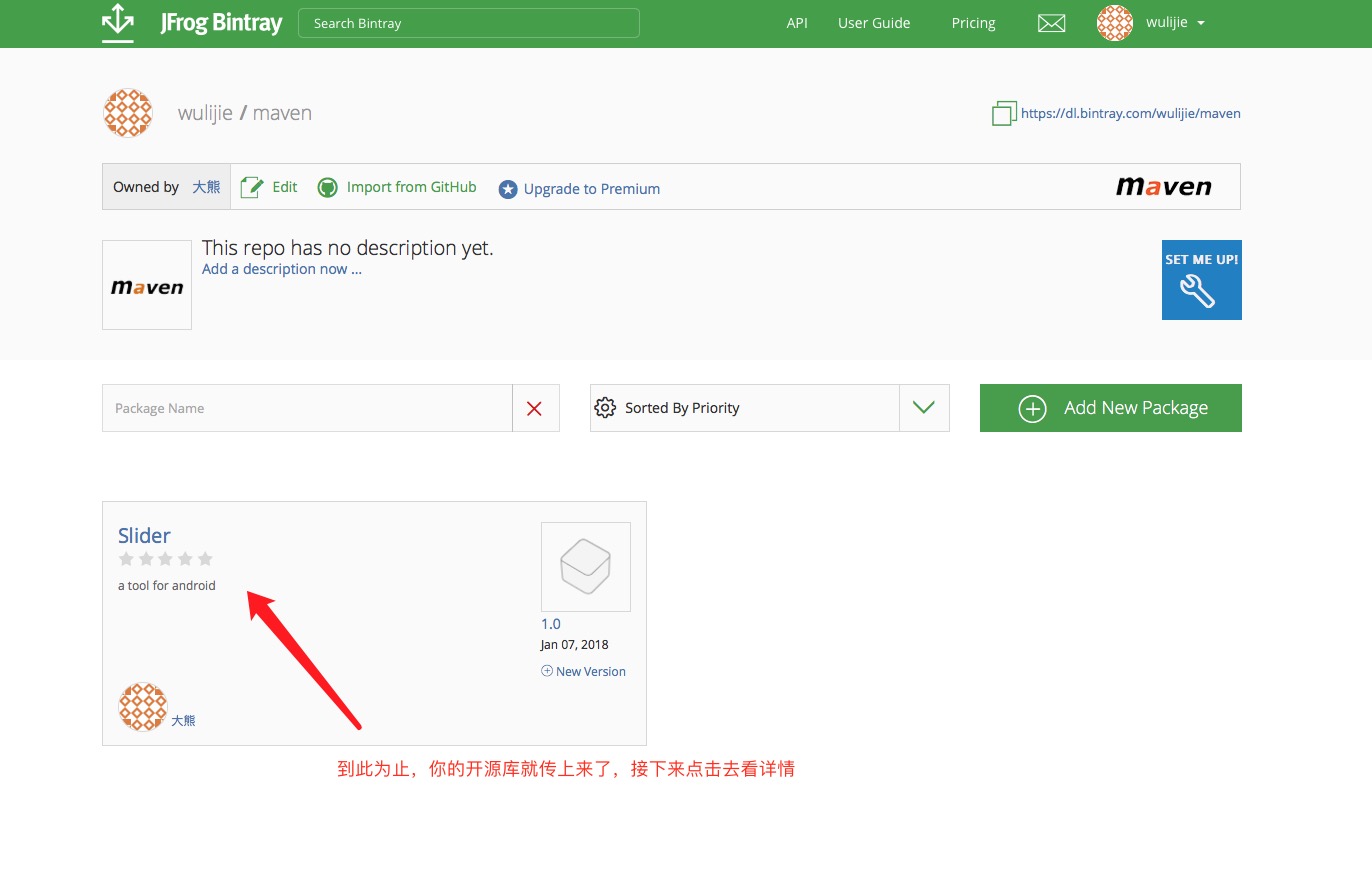 JFrog Bintray
Search Bintray
API
User Guide
Pricing
wulijie
wulijie / maven
https://dl.bintray.com/wulijie/maven
Owned by 大熊
Edit
Import from GitHub
Upgrade to Premium
maven
maven
This repo has no description yet.
Add a description now ...
SET ME UP!
Package Name
Sorted By Priority
Add New Package
Slider
a tool for android
1.0
Jan 07, 2018
New Version
大熊
到此为止，你的开源库就传上来了，接下来点击去看详情